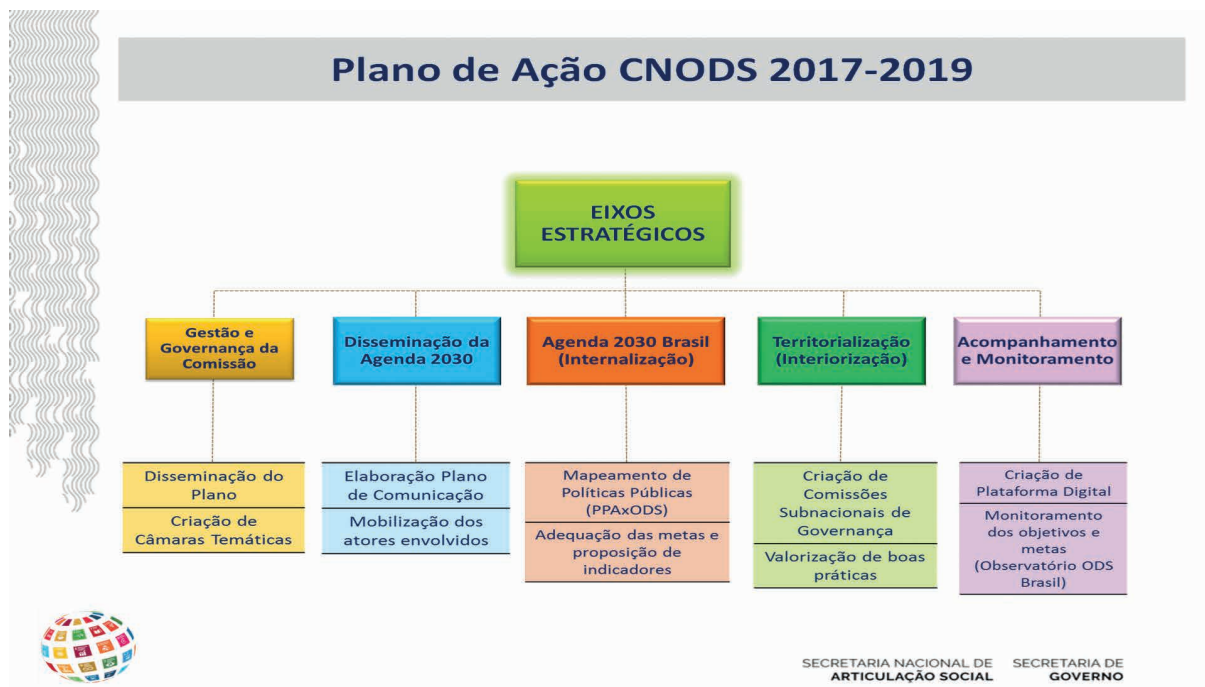 Plano de Ação CNODS 2017-2019
EIXOS
ESTRATÉGICOS
Gestão e
Governança da
Comissão
Disseminação da
Agenda 2030
Agenda 2030 Brasil
(Internalização)
Territorialização
(Interiorização)
Acompanhamento
e Monitoramento
Disseminação do
Plano
Criação de
Câmaras Temáticas
Elaboração Plano
de Comunicação
Mobilização dos
atores envolvidos
Mapeamento de
Políticas Públicas
(PPAxODS)
Adequação das metas e
proposição de
indicadores
Criação de
Comissões
Subnacionais de
Governança
Valorização de boas
práticas
Criação de
Plataforma Digital
Monitoramento
dos objetivos e
metas
(Observatório ODS
Brasil)
SECRETARIA NACIONAL DE
ARTICULAÇÃO SOCIAL
SECRETARIA DE
GOVERNO